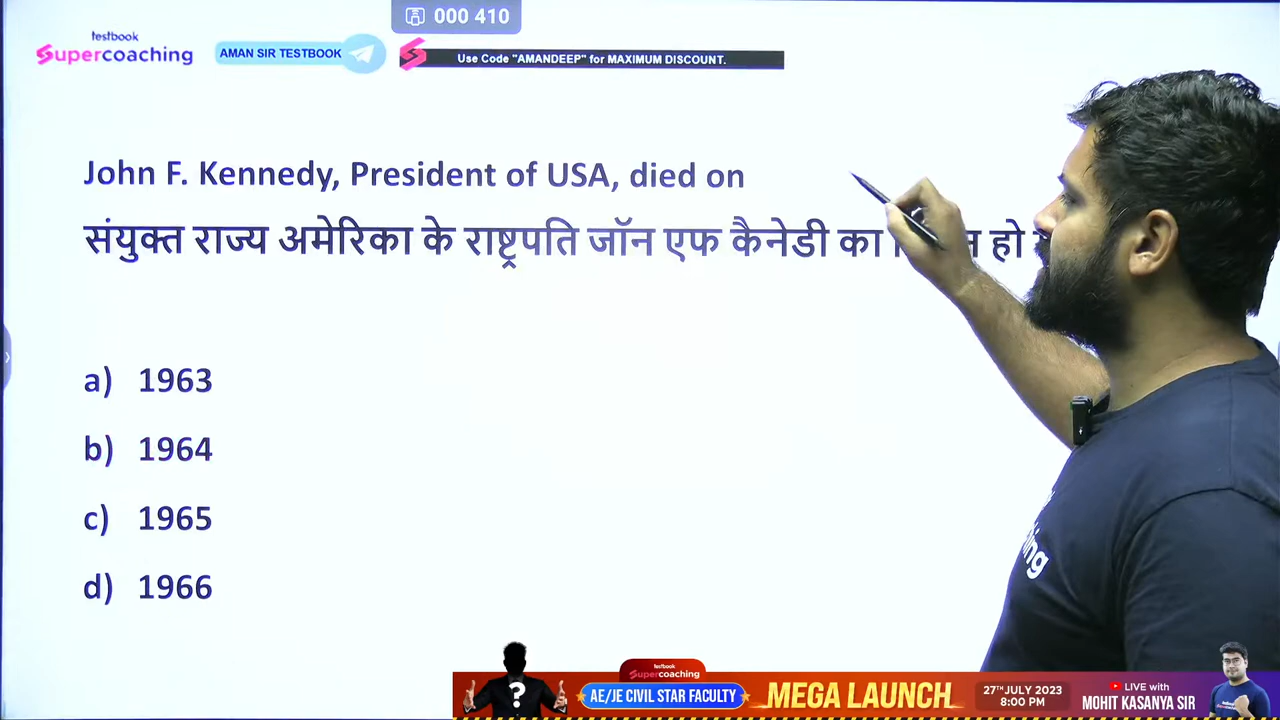 000 410
testbook
Supercoaching
AMAN SIR TESTBOOK
Use Code "AMANDEEP" for MAXIMUM DISCOUNT.
John F. Kennedy, President of USA, died on
संयुक्त राज्य अमेरिका के राष्ट्रपति जॉन एफ कैनेडी का हो
a) 1963
b) 1964
c) 1965
d) 1966
ing
testbook
Supercoaching
?
AE/JE CIVIL STAR FACULTY
MEGA LAUNCH
27TH JULY 2023
8:00 PM
LIVE with
MOHIT KASANYA SIR